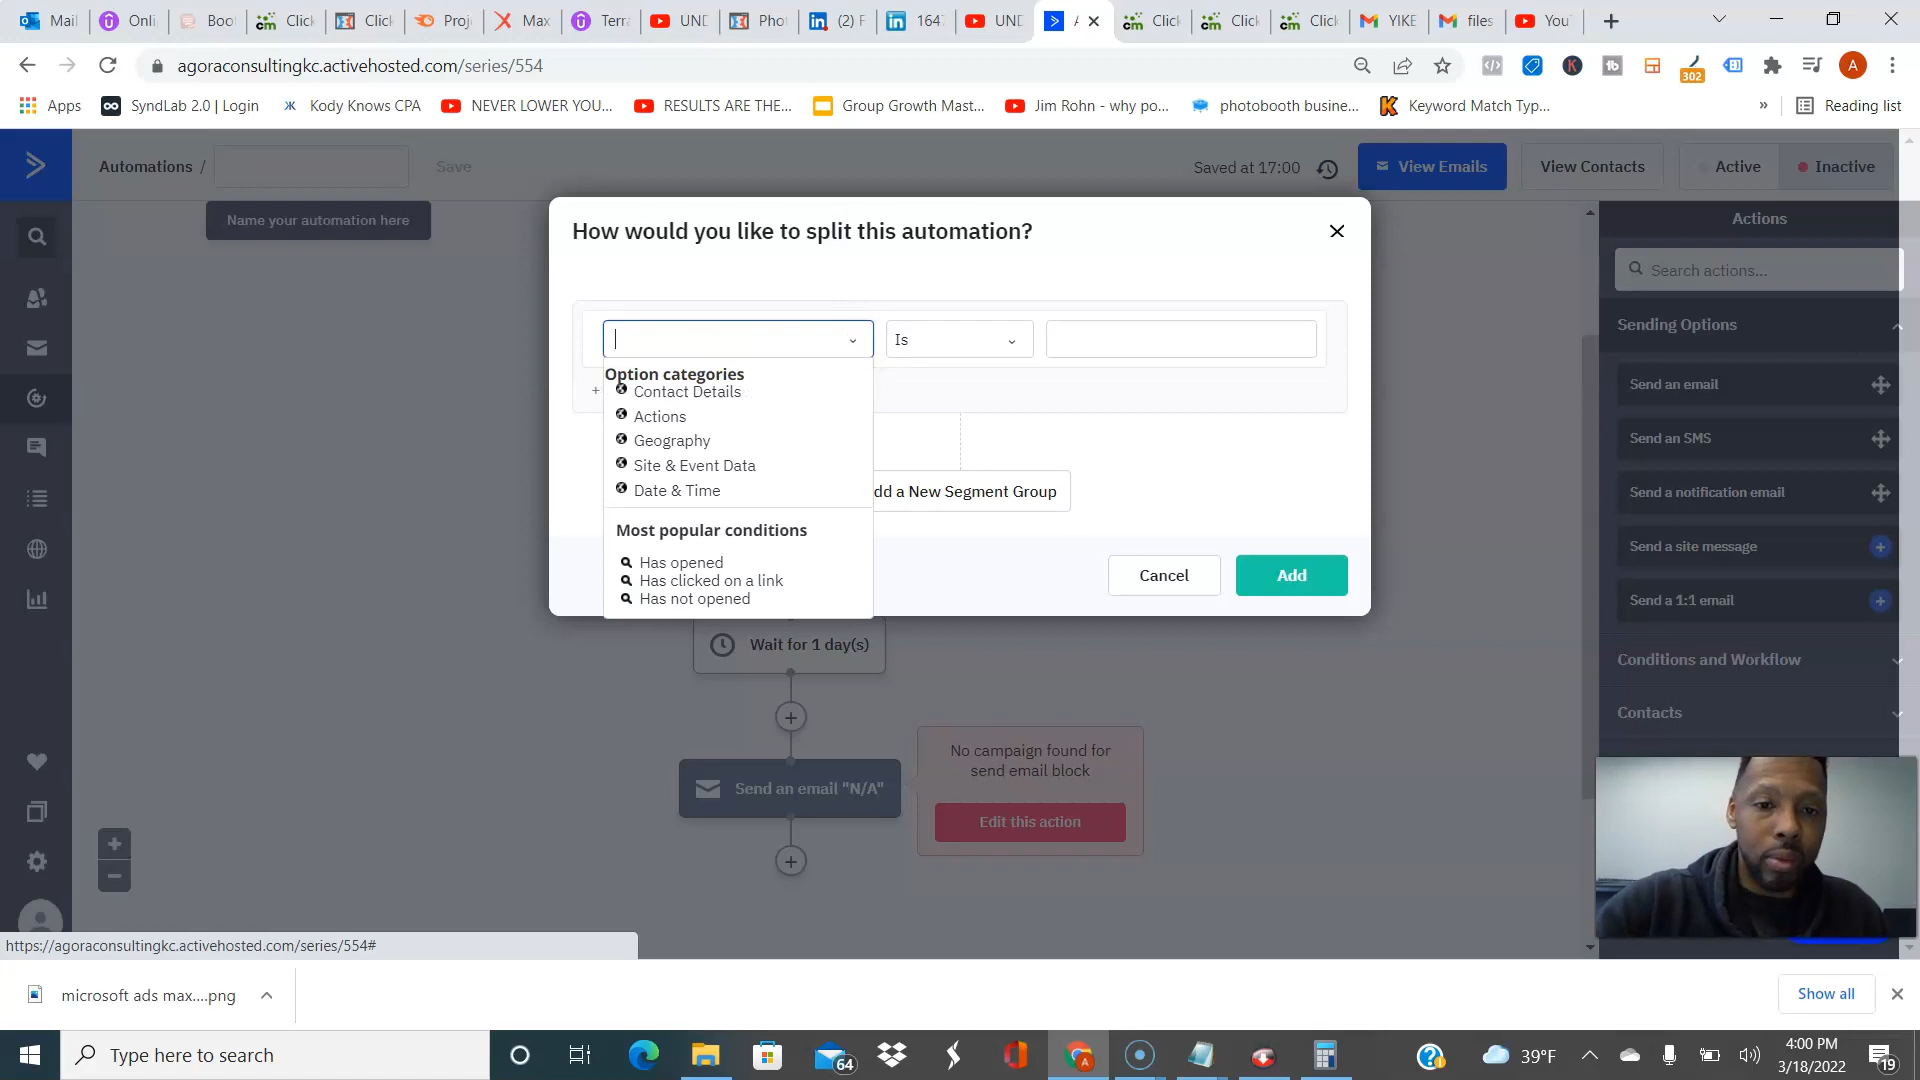 Mail
Onli
Boo
Click
Click
Proj
Max
Terra
UND
Pho
(2) F
1647
UND
A
Click
Click
Click
YIKE
files
You
agoraconsultingkc.activehosted.com/series/554
302
A
Apps
SyndLab 2.0 | Login
Kody Knows CPA
NEVER LOWER YOU...
RESULTS ARE THE...
Group Growth Mast...
Jim Rohn - why po...
photobooth busine...
Keyword Match Typ...
»
Reading list
Automations /
Save
Saved at 17:00
View Emails
View Contacts
Active
Inactive
Name your automation here
Actions
How would you like to split this automation?
Search actions...
Sending Options
Is
Option categories
Contact Details
Actions
Geography
Site & Event Data
Date & Time
dd a New Segment Group
Most popular conditions
Has opened
Has clicked on a link
Has not opened
Cancel
Add
Send an email
Send an SMS
Send a notification email
Send a site message
Send a 1:1 email
Conditions and Workflow
Contacts
Wait for 1 day(s)
Send an email "N/A"
No campaign found for
send email block
Edit this action
https://agoraconsultingkc.activehosted.com/series/554#
microsoft ads max....png
Show all
Type here to search
64
39°F
4:00 PM
3/18/2022
19